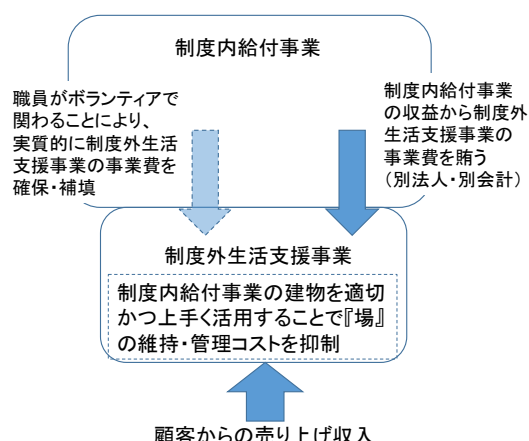 制度内給付事業
職員がボランティアで
関わることにより、
実質的に制度外生活
支援事業の事業費を
確保・補填
制度内給付事業
の収益から制度外
生活支援事業の
事業費を賄う
（別法人・別会計）
制度外生活支援事業
制度内給付事業の建物を適切
かつ上手く活用することで『場』
の維持・管理コストを抑制
顧客からの売り上げ収入